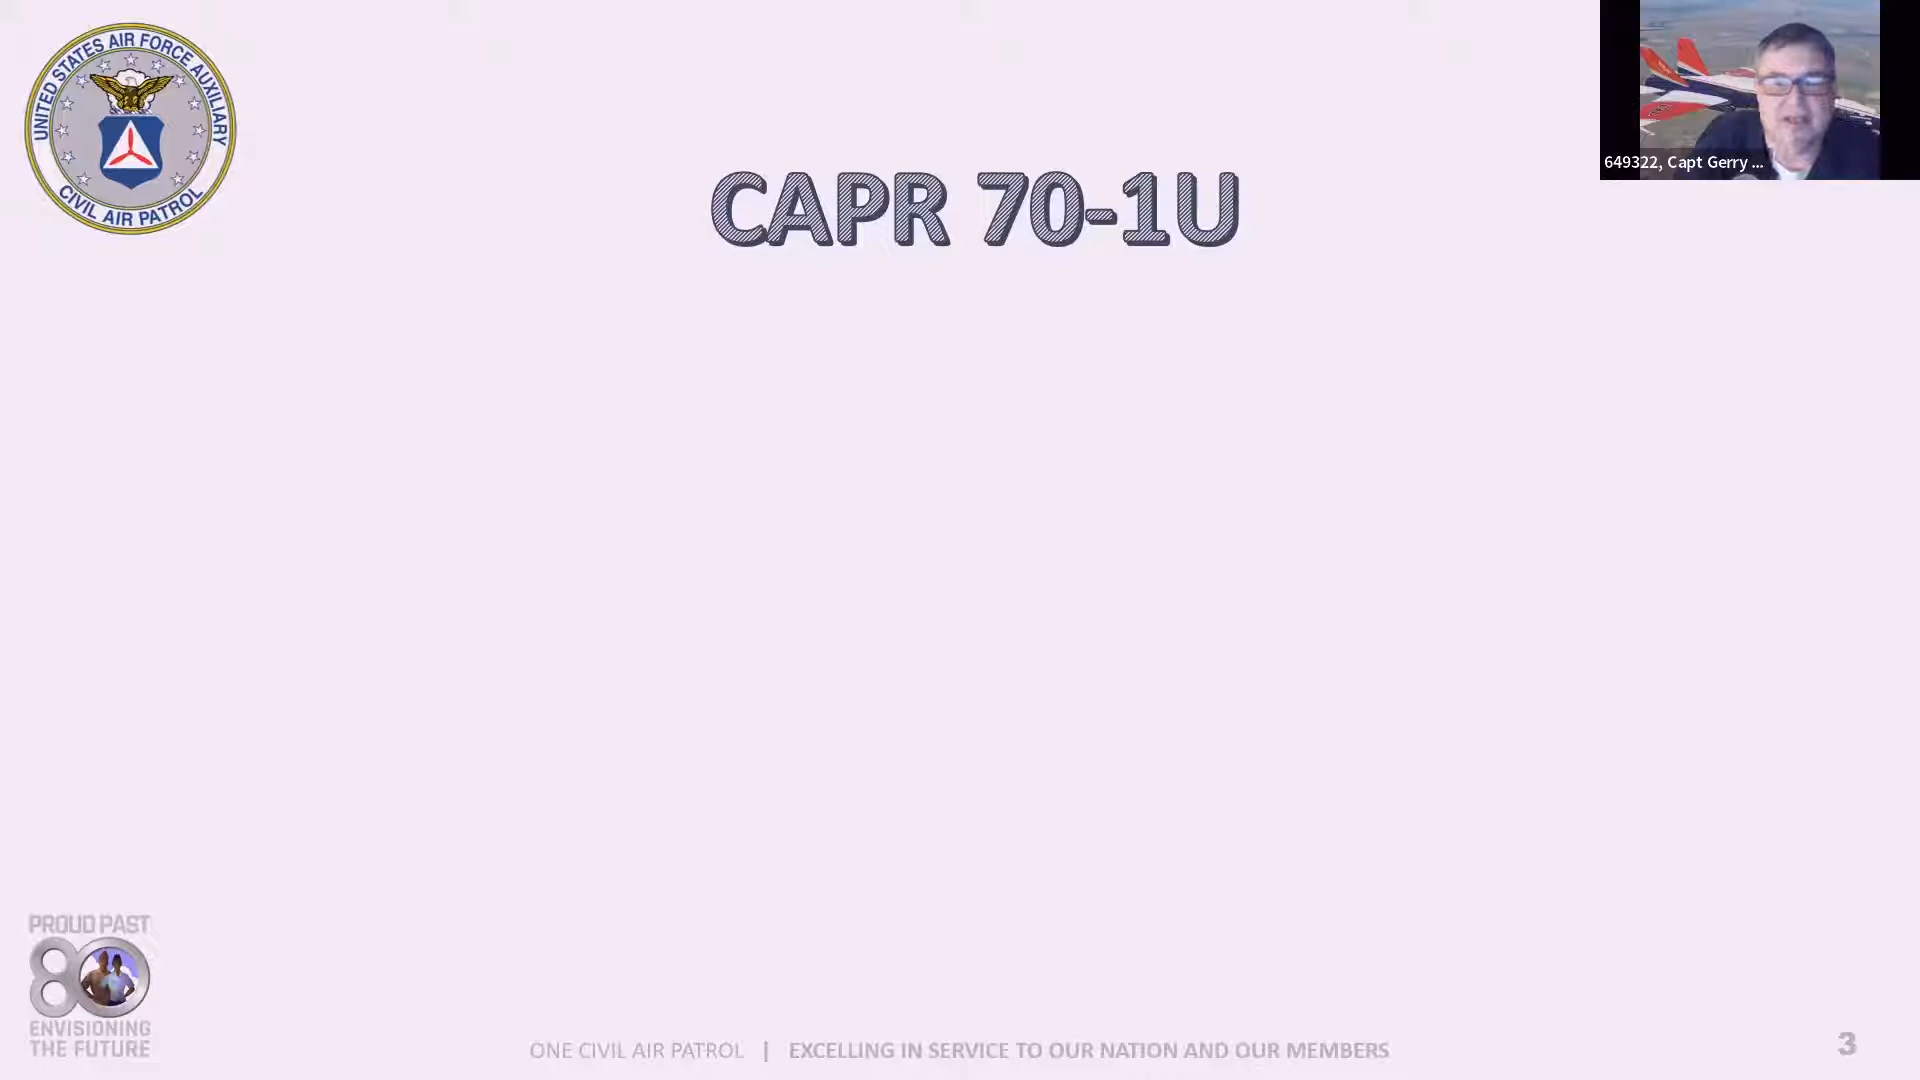 UNITED STATES AIR FORCE AUXILIARY
CIVIL AIR PATROL
649322, Capt Gerry ...
CAPR 70-1U
PROUD PAST
80
ENVISIONING
THE FUTURE
ONE CIVIL AIR PATROL | EXCELLING IN SERVICE TO OUR NATION AND OUR MEMBERS
3